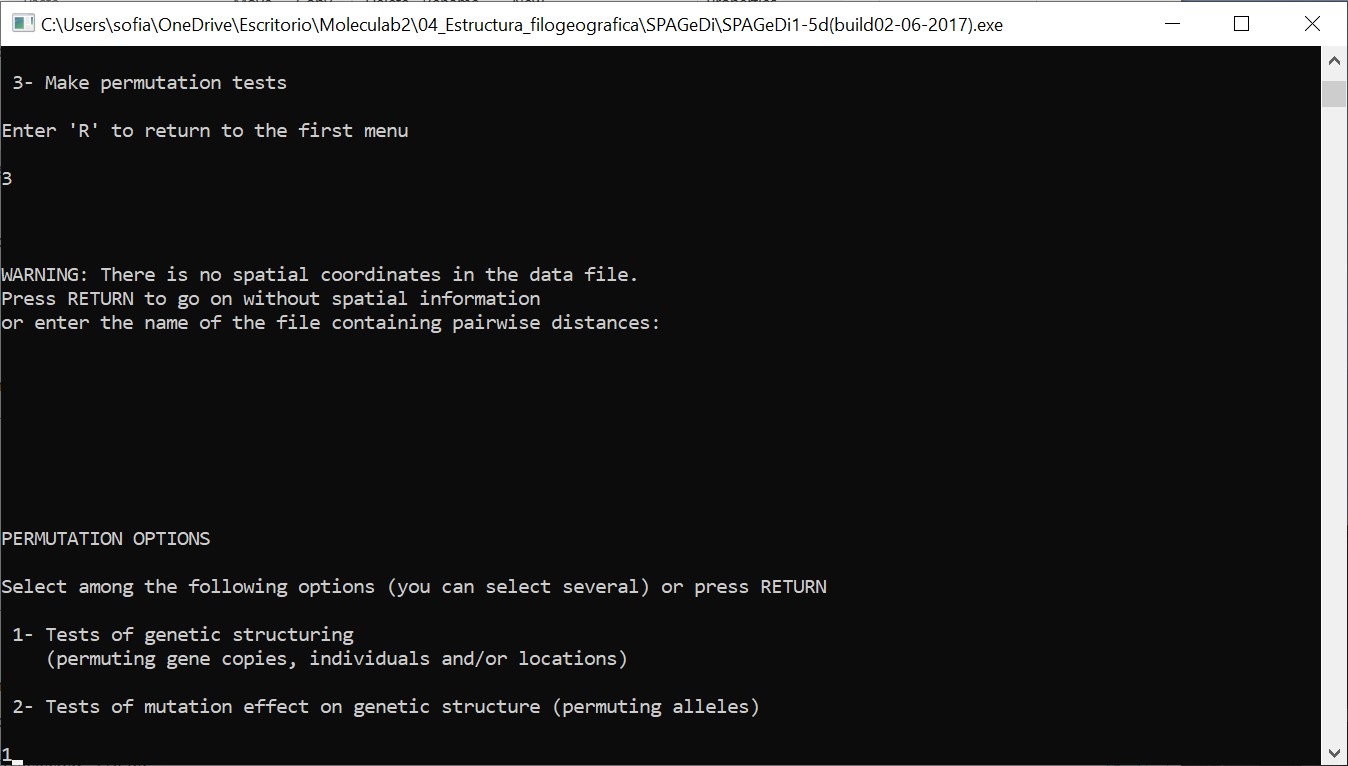 C:\Users\sofia\OneDrive\Escritorio\Moleculab2\04_Estructura_filogeografica\SPAGeDi\SPAGeDi1-5d(build02-06-2017).exe
3- Make permutation tests
Enter 'R' to return to the first menu
3
WARNING: There is no spatial coordinates in the data file.
Press RETURN to go on without spatial information
or enter the name of the file containing pairwise distances:
PERMUTATION OPTIONS
Select among the following options (you can select several) or press RETURN
1- Tests of genetic structuring
(permuting gene copies, individuals and/or locations)
2- Tests of mutation effect on genetic structure (permuting alleles)
1_